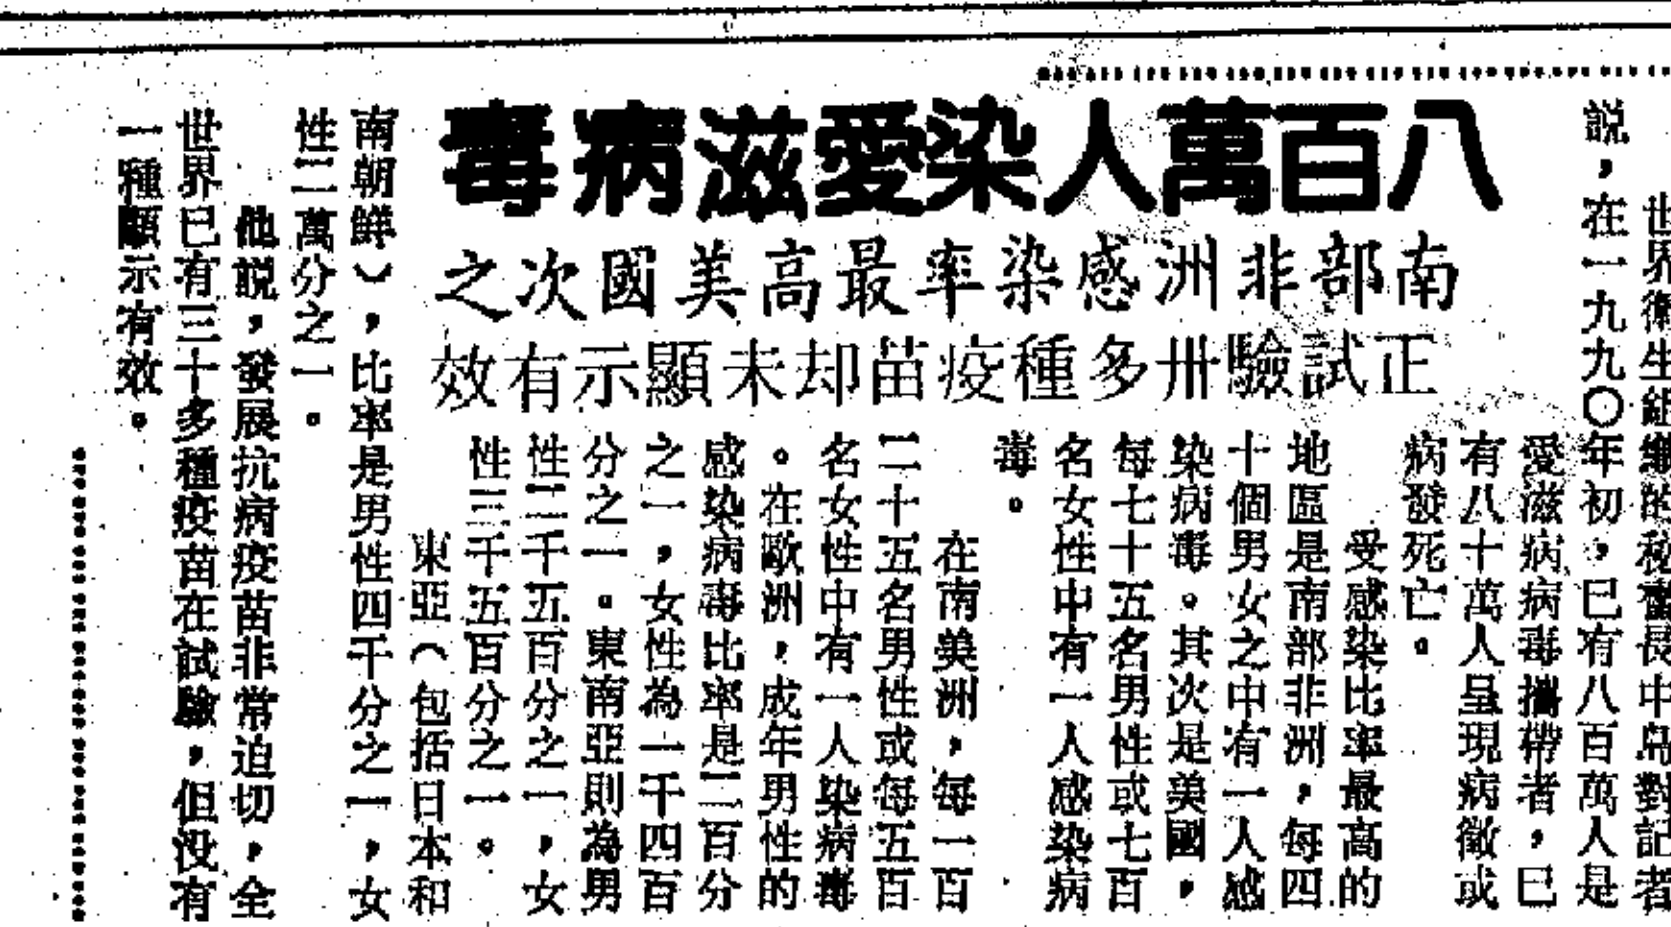 八百萬人染愛滋病毒
南部非洲感染率最高美國次之
正試驗卅多種疫苗却未顯示有效
世界衛生組織的秘書長中島對記者
説，在一九九〇年初，已有八百萬人是
愛滋病病毒攜帶者，已
有八十萬人呈現病徵或
病發死亡。
受感染比率最高的
地區是南部非洲，每四
十個男女之中有一人感
染病毒。其次是美國，
每七十五名男性或七百
名女性中有一人感染病
毒。
在南美洲，每一百
二十五名男性或每五百
名女性中有一人染病毒
。在歐洲，成年男性的
感染病毒比率是二百分
之一，女性為一千四百
分之一。東南亞則為男
性二千五百分之一，女
性三千五百分之一。
東亞（包括日本和
南朝鮮），比率是男性四千分之一，女
性二萬分之一。
他説，發展抗病疫苗非常迫切，全
世界已有三十多種疫苗在試驗，但没有
一種顯示有效。